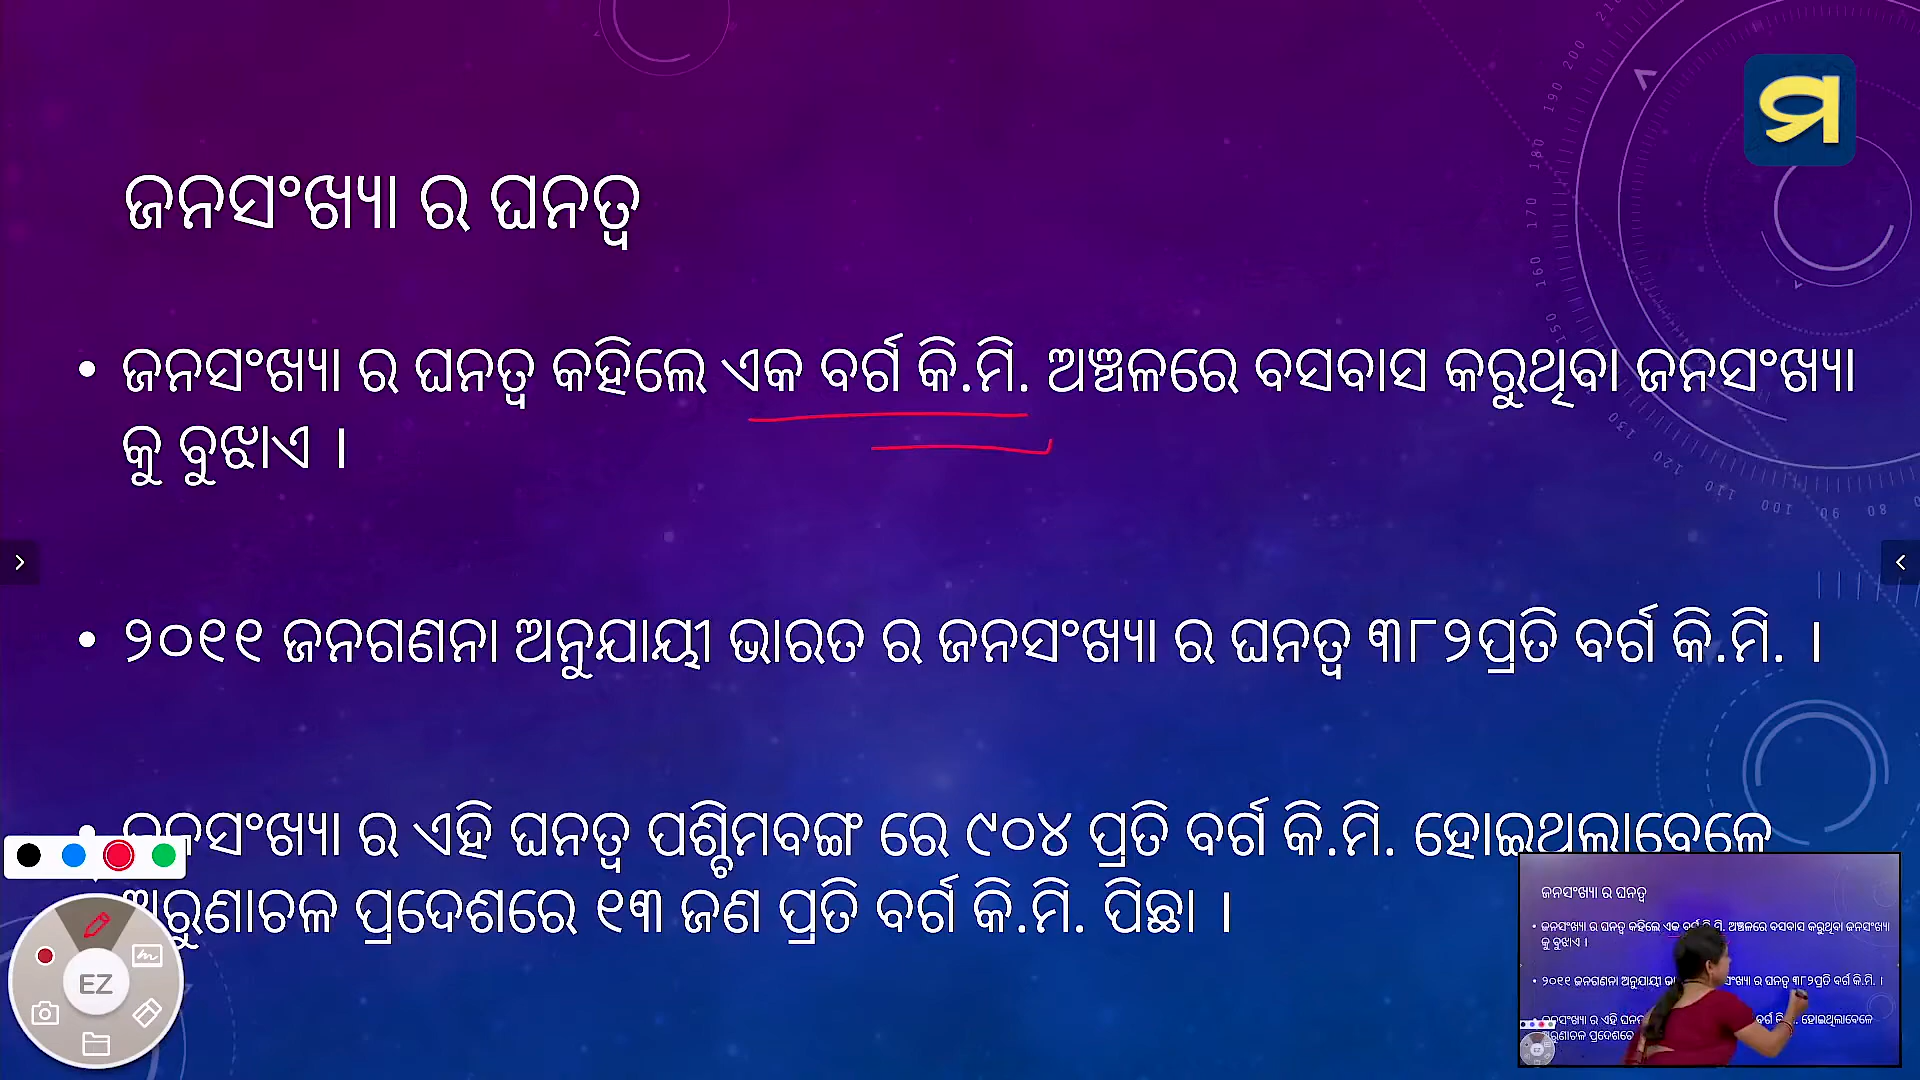 ମ
ଜନସଂଖ୍ୟା ର ଘନତ୍ୱ
• ଜନସଂଖ୍ୟା ର ଘନତ୍ୱ କହିଲେ ଏକ ବର୍ଗ କି.ମି. ଅଞ୍ଚଳରେ ବସବାସ କରୁଥିବା ଜନସଂଖ୍ୟା
କୁ ବୁଝାଏ ।
• ୨୦୧୧ ଜନଗଣନା ଅନୁଯାୟୀ ଭାରତ ର ଜନସଂଖ୍ୟା ର ଘନତ୍ୱ ୩୮୨ପ୍ରତି ବର୍ଗ କି.ମି. ।
• ଜନସଂଖ୍ୟା ର ଏହି ଘନତ୍ୱ ପଶ୍ଚିମବଙ୍ଗ ରେ ୯୦୪ ପ୍ରତି ବର୍ଗ କି.ମି. ହୋଇଥିଲାବେଳେ
ଅରୁଣାଚଳ ପ୍ରଦେଶରେ ୧୩ ଜଣ ପ୍ରତି ବର୍ଗ କି.ମି. ପିଛା ।
EZ